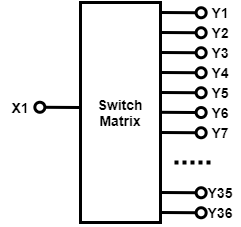 Y1
Y2
Y3
Y4
Y5
X1
Switch
Matrix
Y6
Y7
.....
Y35
Y36